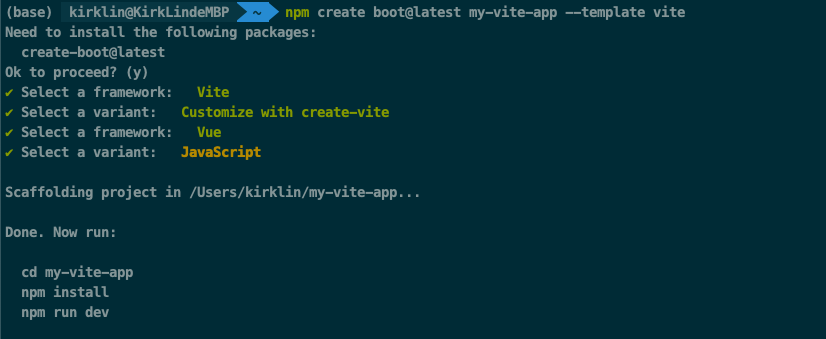 (base) kirklin@KirkLindeMBP ~ npm create boot@latest my-vite-app --template vite
Need to install the following packages:
  create-boot@latest
Ok to proceed? (y)
✔ Select a framework:   Vite
✔ Select a variant:   Customize with create-vite
✔ Select a framework:   Vue
✔ Select a variant:   JavaScript
Scaffolding project in /Users/kirklin/my-vite-app...
Done. Now run:
  cd my-vite-app
  npm install
  npm run dev